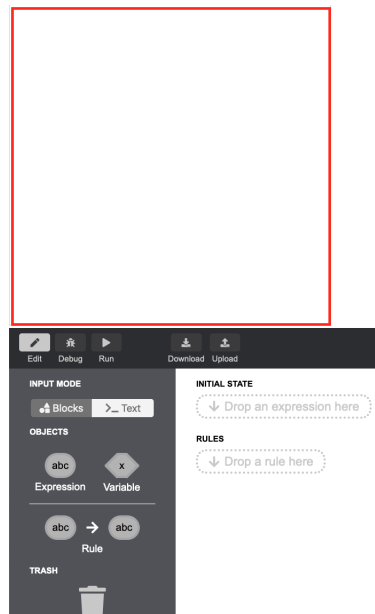 Edit Debug Run Download Upload
INPUT MODE
Blocks >_ Text
OBJECTS
abc x
Expression Variable
abc → abc
Rule
TRASH
INITIAL STATE
↓ Drop an expression here
RULES
↓ Drop a rule here